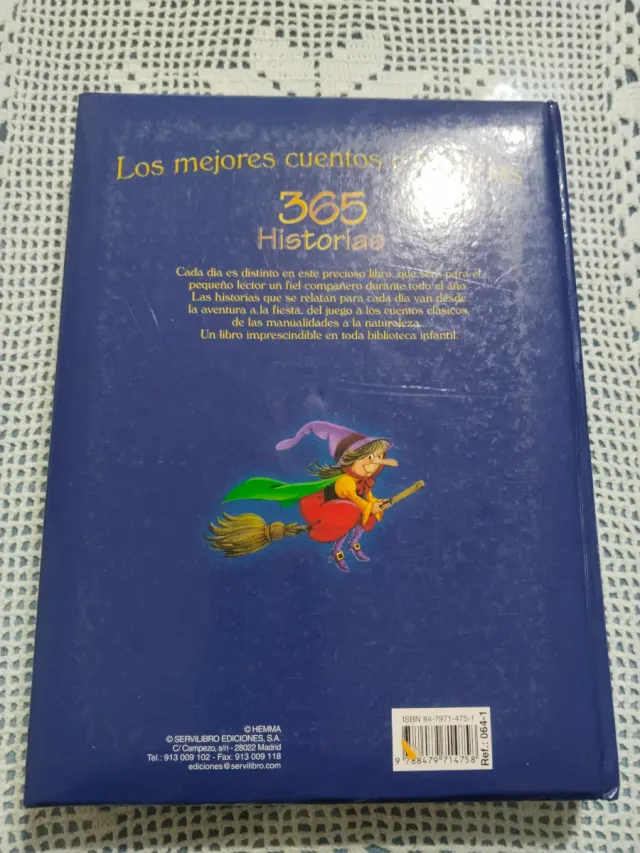 Los mejores cuentos
365
Historias
Cada día es distinto en este precioso libro, que será para el
pequeño lector un fiel compañero durante todo el año.
Las historias que se relatan para cada día van desde
la aventura a la fiesta, del juego a los cuentos clásicos,
de las manualidades a la naturaleza...
Un libro imprescindible en toda biblioteca infantil.
© HEMMA
© SERVILIBRO EDICIONES, S.A.
C/ Campezo, s/n - 28022 Madrid
Tel.: 913 009 102 - Fax: 913 009 118
ediciones@servilibro.com
ISBN 84-7971-475-1
9 788479 714758
Ref.: 064-1